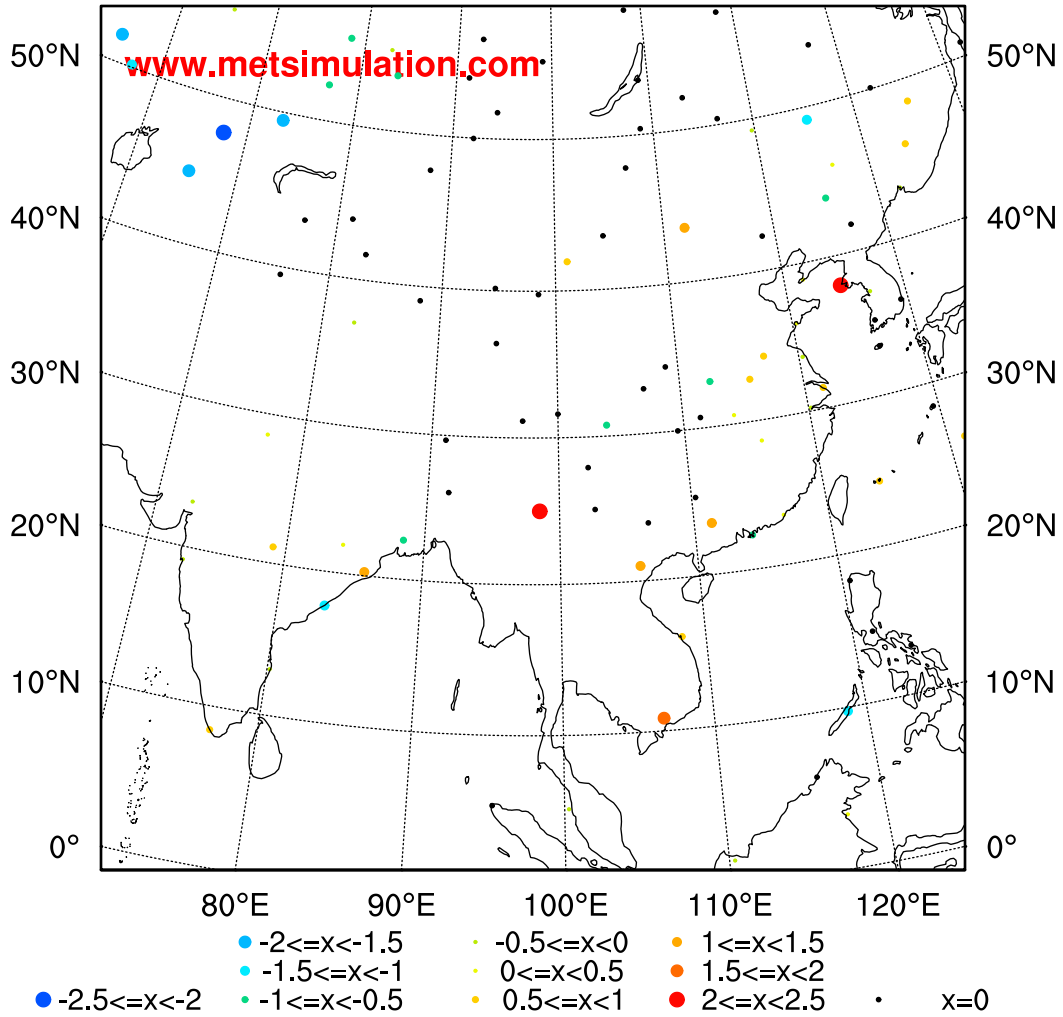 www.metsimulation.com
50°N 50°N
40°N 40°N
30°N 30°N
20°N 20°N
10°N 10°N
0° 0°
80°E 90°E 100°E 110°E 120°E
-2<=x<-1.5 -0.5<=x<0 1<=x<1.5
-1.5<=x<-1 0<=x<0.5 1.5<=x<2
-2.5<=x<-2 -1<=x<-0.5 0.5<=x<1 2<=x<2.5 x=0